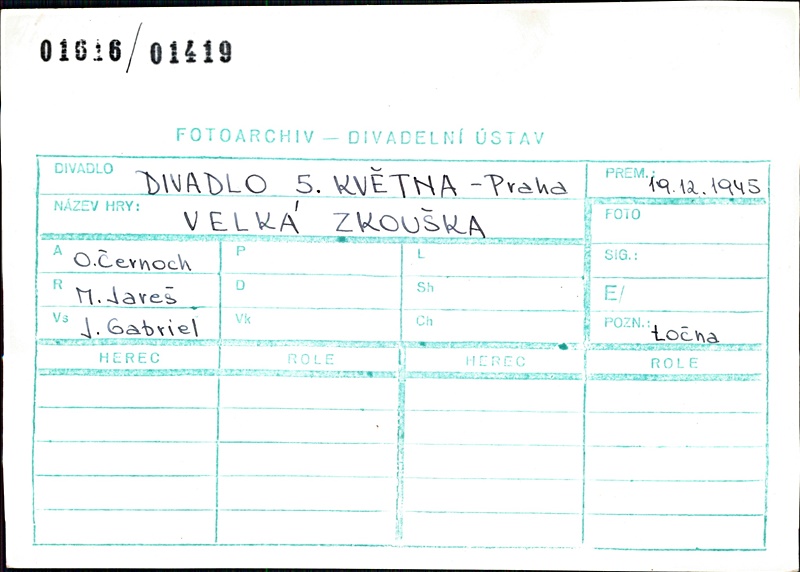 01616/01419
FOTOARCHIV — DIVADELNÍ ÚSTAV
DIVADLO DIVADLO 5. KVĚTNA - Praha PREM.: 19.12.1945
NÁZEV HRY: VELKÁ ZKOUŠKA FOTO
A O. Černoch P L SIG.:
R M. Jareš D Sh E/
Vs J. Gabriel Vk Ch POZN.: Ločna
HEREC ROLE HEREC ROLE